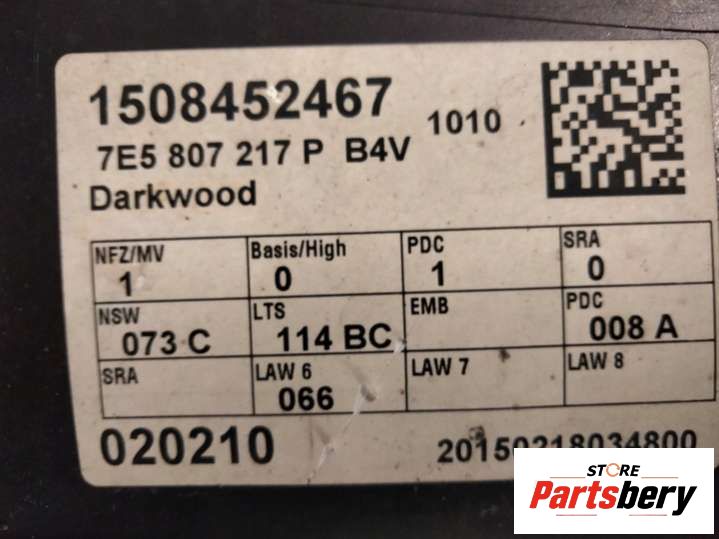 1508452467
1010
7E5 807 217 P B4V
Darkwood
NFZ/MV Basis/High PDC SRA
1 0 1 0
NSW LTS EMB PDC
073 C 114 BC 008 A
SRA LAW 6 LAW 7 LAW 8
066
020210 20150218034800
STORE
Partsbery